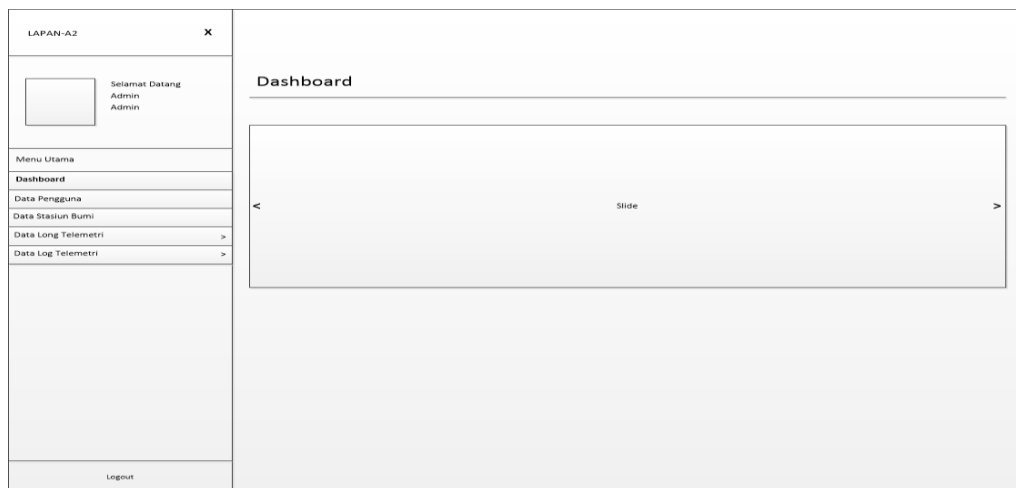 LAPAN-A2 ×
Selamat Datang
Admin
Admin
Menu Utama
Dashboard
Data Pengguna
Data Stasiun Bumi
Data Long Telemetri >
Data Log Telemetri >
Logout
Dashboard
< Slide >